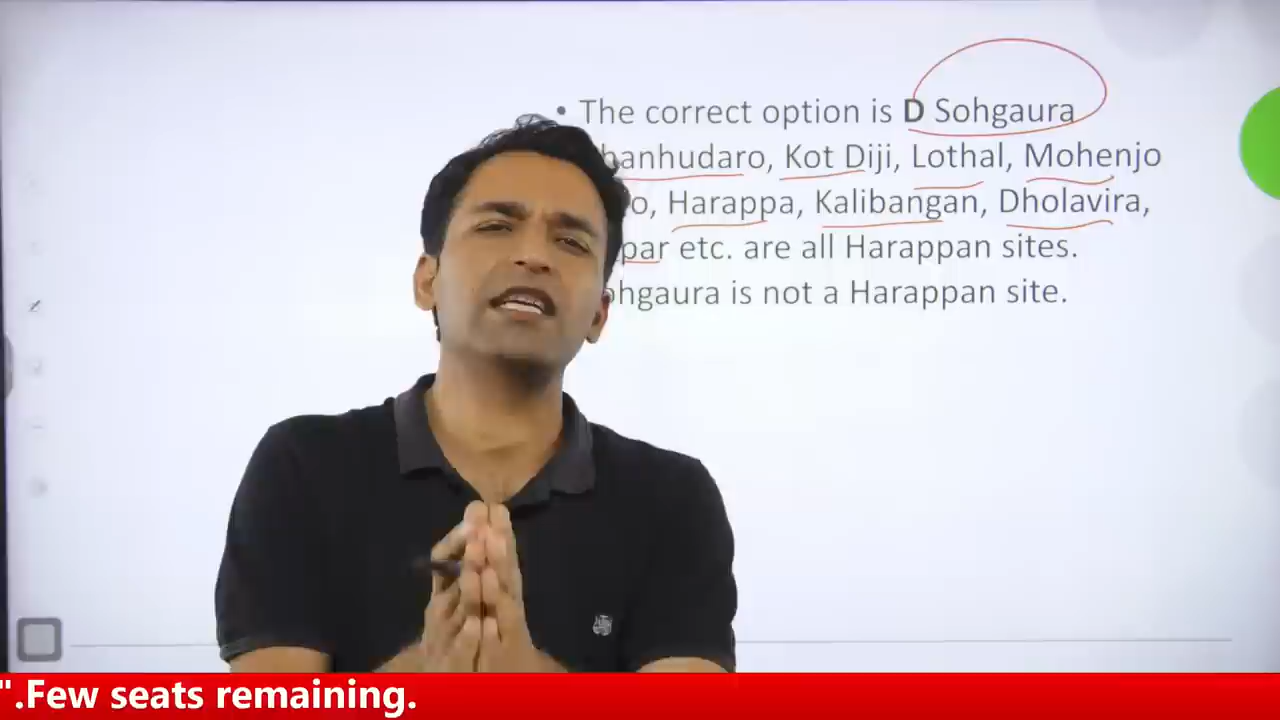 • The correct option is D Sohgaura
hanhudaro, Kot Diji, Lothal, Mohenjo
o, Harappa, Kalibangan, Dholavira,
par etc. are all Harappan sites.
ohgaura is not a Harappan site.
".Few seats remaining.